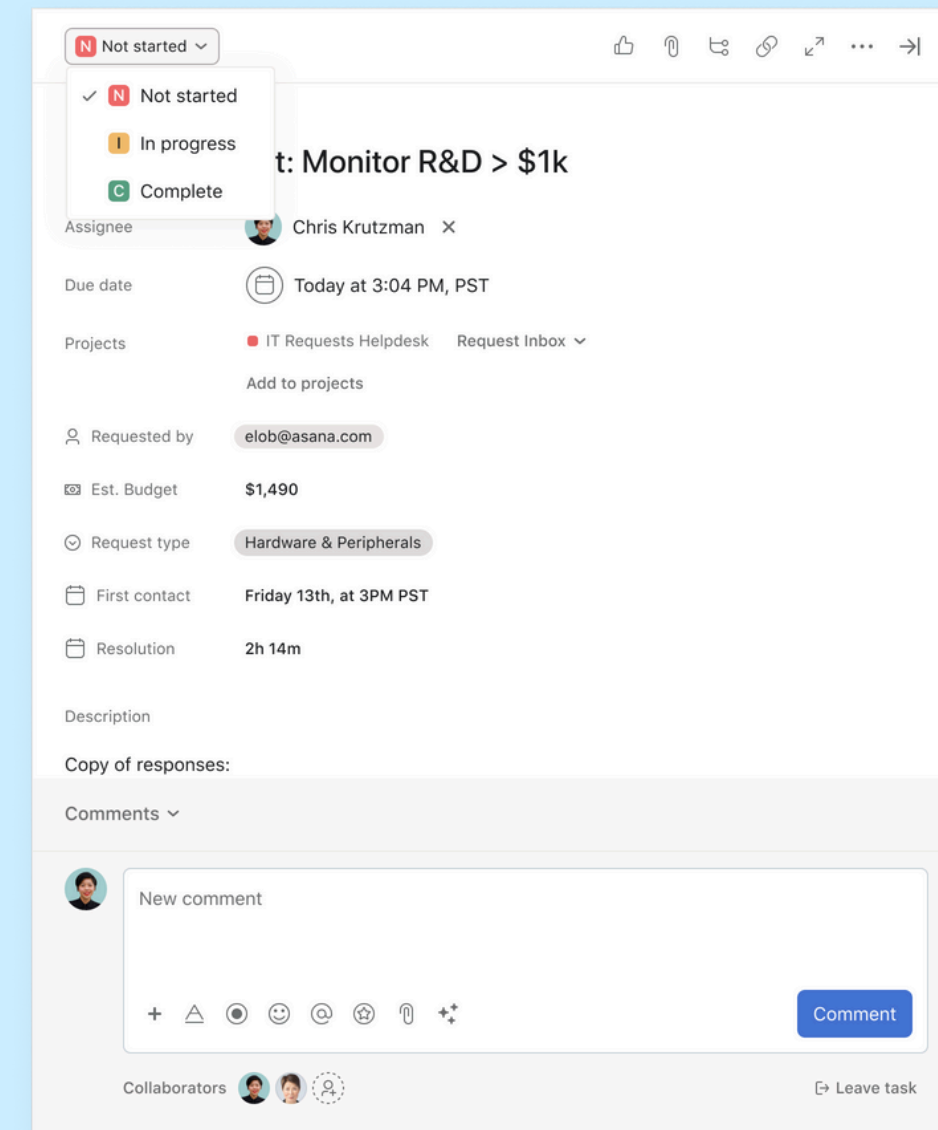 N Not started
N Not started
I In progress
C Complete
t: Monitor R&D > $1k
Assignee Chris Krutzman
Due date Today at 3:04 PM, PST
Projects IT Requests Helpdesk Request Inbox
Add to projects
Requested by elob@asana.com
Est. Budget $1,490
Request type Hardware & Peripherals
First contact Friday 13th, at 3PM PST
Resolution 2h 14m
Description
Copy of responses:
Comments
New comment
Comment
Collaborators Leave task